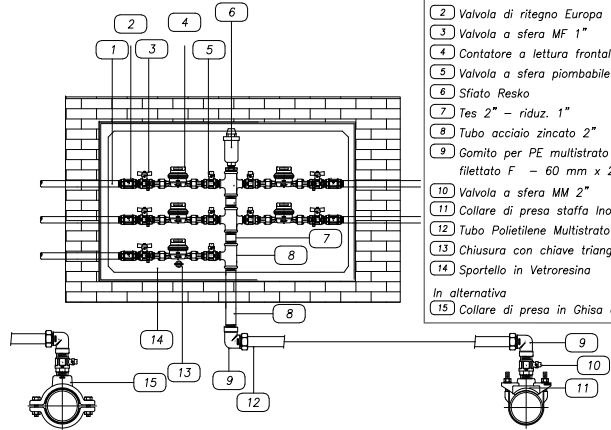 2
4
6
1
3
5
2 Valvola di ritegno Europa
3 Valvola a sfera MF 1"
4 Contatore a lettura frontal
5 Valvola a sfera piombabile
6 Sfiato Resko
7 Tes 2" - riduz. 1"
8 Tubo acciaio zincato 2"
9 Gomito per PE multistrato
filettato F - 60 mm x 2
10 Valvola a sfera MM 2"
11 Collare di presa staffa Ino
12 Tubo Polietilene Multistrato
13 Chiusura con chiave triang
14 Sportello in Vetroresina
In alternativa
15 Collare di presa in Ghisa
7
8
8
14
13
9
12
15
9
10
11